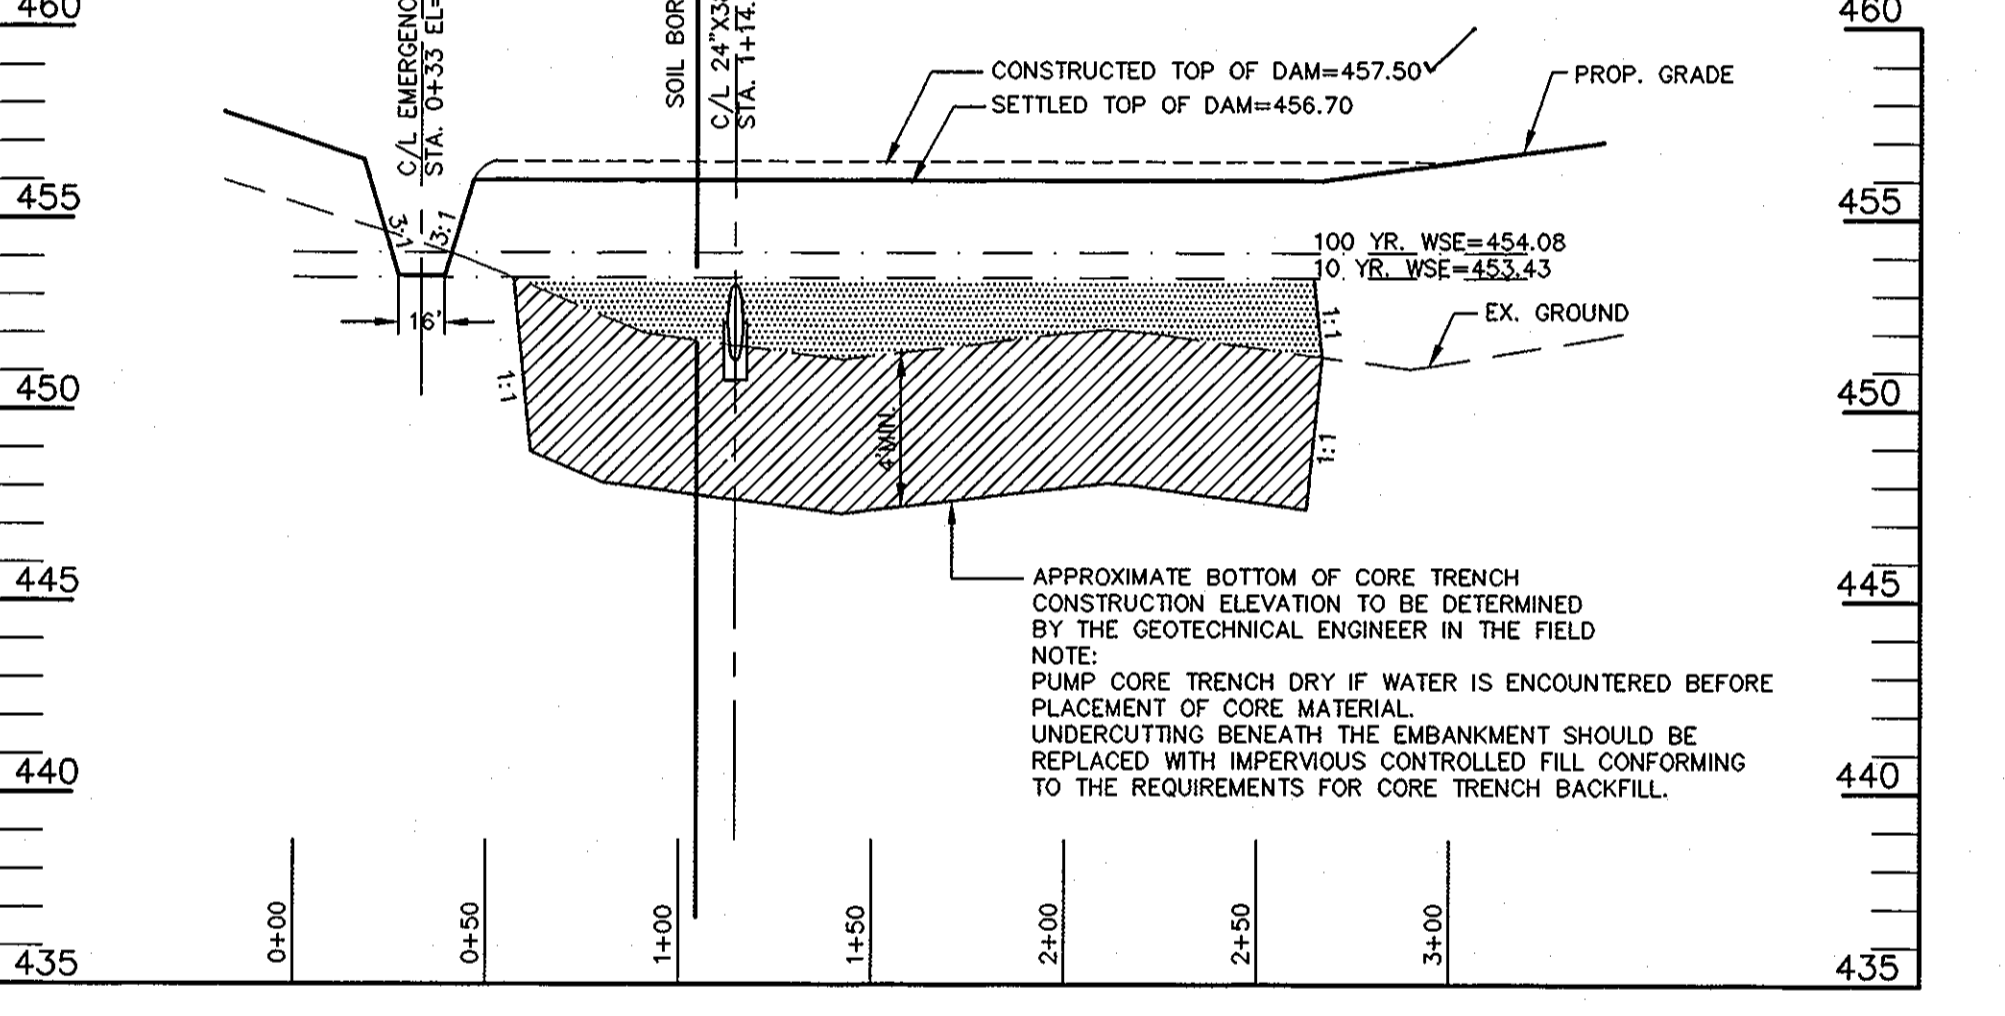 460
460
C/L EMERGENC
STA. 0+33 EL=
SOIL BOR
C/L 24"X38
STA. 1+14.
CONSTRUCTED TOP OF DAM=457.50
SETTLED TOP OF DAM=456.70
PROP. GRADE
455
455
3:1
3:1
100 YR. WSE=454.08
10 YR. WSE=453.43
16'
1:1
EX. GROUND
1:1
450
450
4'MIN.
1:1
445
445
APPROXIMATE BOTTOM OF CORE TRENCH
CONSTRUCTION ELEVATION TO BE DETERMINED
BY THE GEOTECHNICAL ENGINEER IN THE FIELD
NOTE:
PUMP CORE TRENCH DRY IF WATER IS ENCOUNTERED BEFORE
PLACEMENT OF CORE MATERIAL.
UNDERCUTTING BENEATH THE EMBANKMENT SHOULD BE
REPLACED WITH IMPERVIOUS CONTROLLED FILL CONFORMING
TO THE REQUIREMENTS FOR CORE TRENCH BACKFILL.
440
440
0+00
0+50
1+00
1+50
2+00
2+50
3+00
435
435